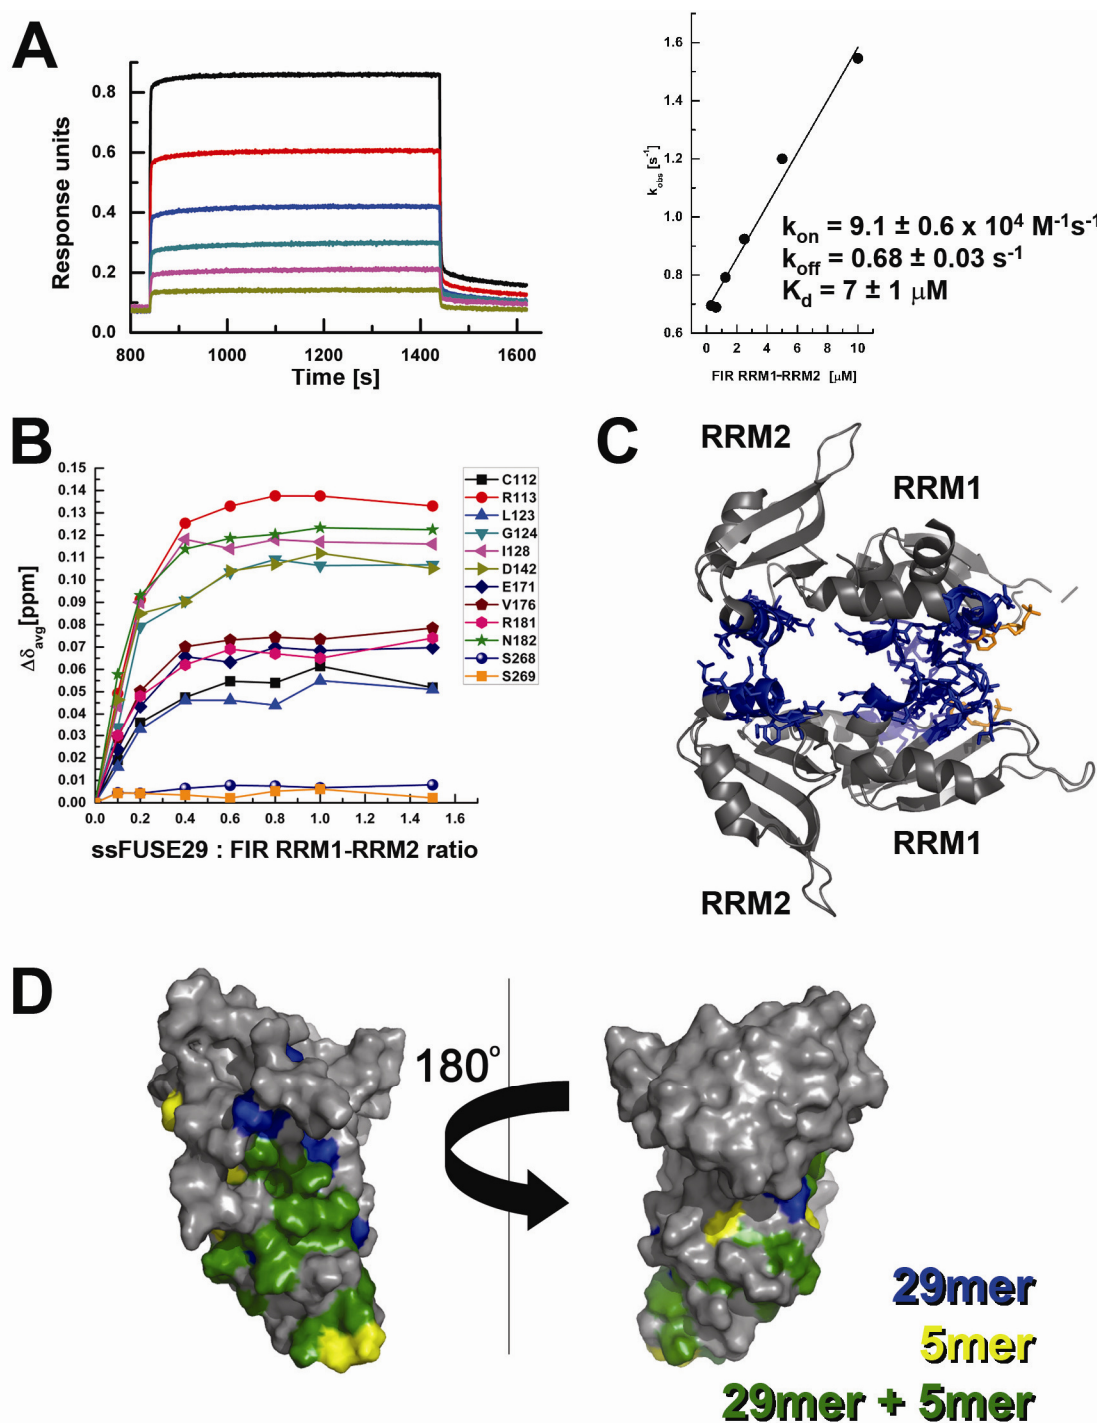 A
Response units
0.8
0.6
0.4
0.2
0.0
800
1000
1200
1400
1600
Time [s]
k_obs [s⁻¹]
1.6
1.4
1.2
1.0
0.8
0.6
0
2
4
6
8
10
FIR RRM1-RRM2 [μM]
k_on = 9.1 ± 0.6 x 10⁴ M⁻¹s⁻¹
k_off = 0.68 ± 0.03 s⁻¹
K_d = 7 ± 1 μM
B
Δδ_avg[ppm]
0.15
0.14
0.13
0.12
0.11
0.10
0.09
0.08
0.07
0.06
0.05
0.04
0.03
0.02
0.01
0.00
0.0
0.2
0.4
0.6
0.8
1.0
1.2
1.4
1.6
ssFUSE29 : FIR RRM1-RRM2 ratio
C112
R113
L123
G124
I128
D142
E171
V176
R181
N182
S268
S269
C
RRM2
RRM1
RRM1
RRM2
D
180°
29mer
5mer
29mer + 5mer